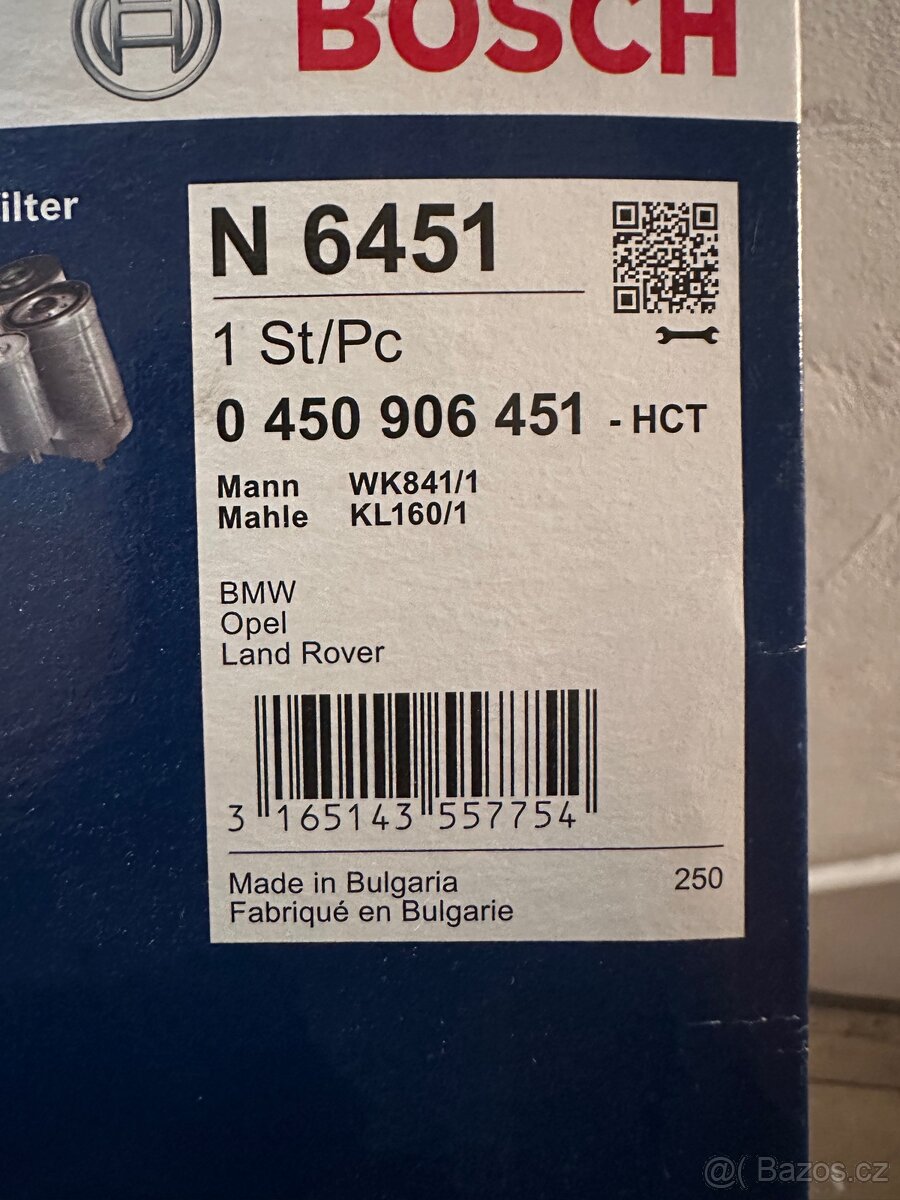 BOSCH
ilter
N 6451
1 St/Pc
0 450 906 451 - HCT
Mann WK841/1
Mahle KL160/1
BMW
Opel
Land Rover
3 165143 557754
Made in Bulgaria 250
Fabriqué en Bulgarie
@( Bazos.cz